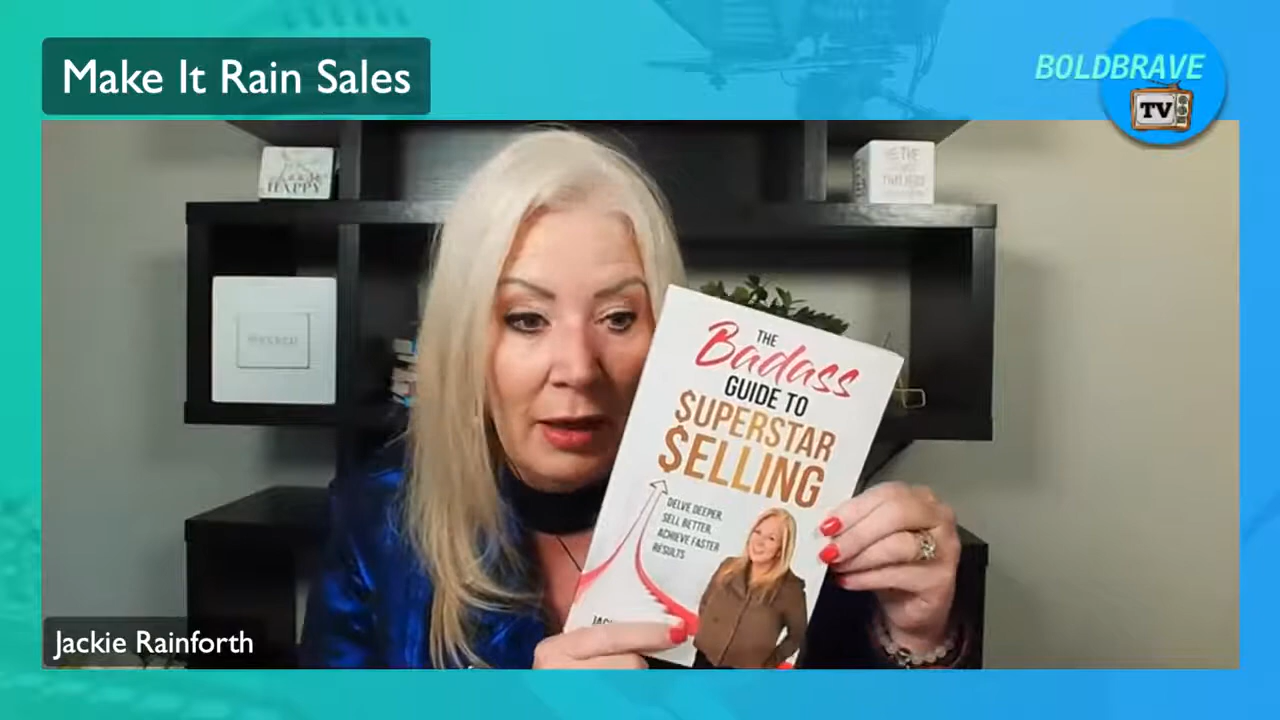 Make It Rain Sales
BOLDBRAVE
TV
HAPPY
THE
Badass
GUIDE TO
$UPERSTAR
$ELLING
DELVE DEEPER,
SELL BETTER,
ACHIEVE FASTER
RESULTS
Jackie Rainforth